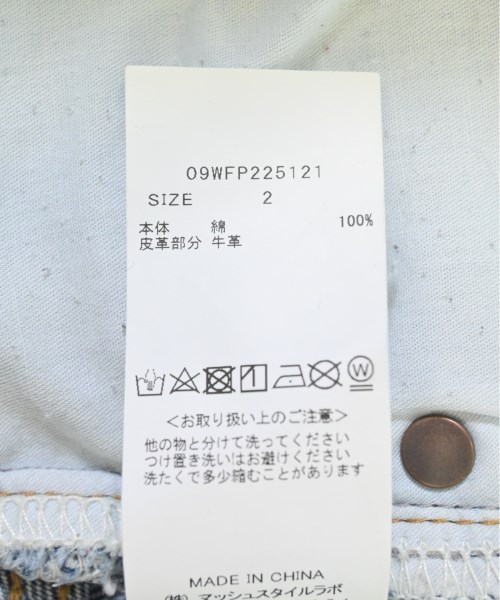 09WFP225121
SIZE 2
本体 綿 100%
皮革部分 牛革
W
<お取り扱い上のご注意>
他の物と分けて洗ってください
つけ置き洗いはお避けください
洗たくで多少縮むことがあります
MADE IN CHINA
(株) マッシュスタイルラボ